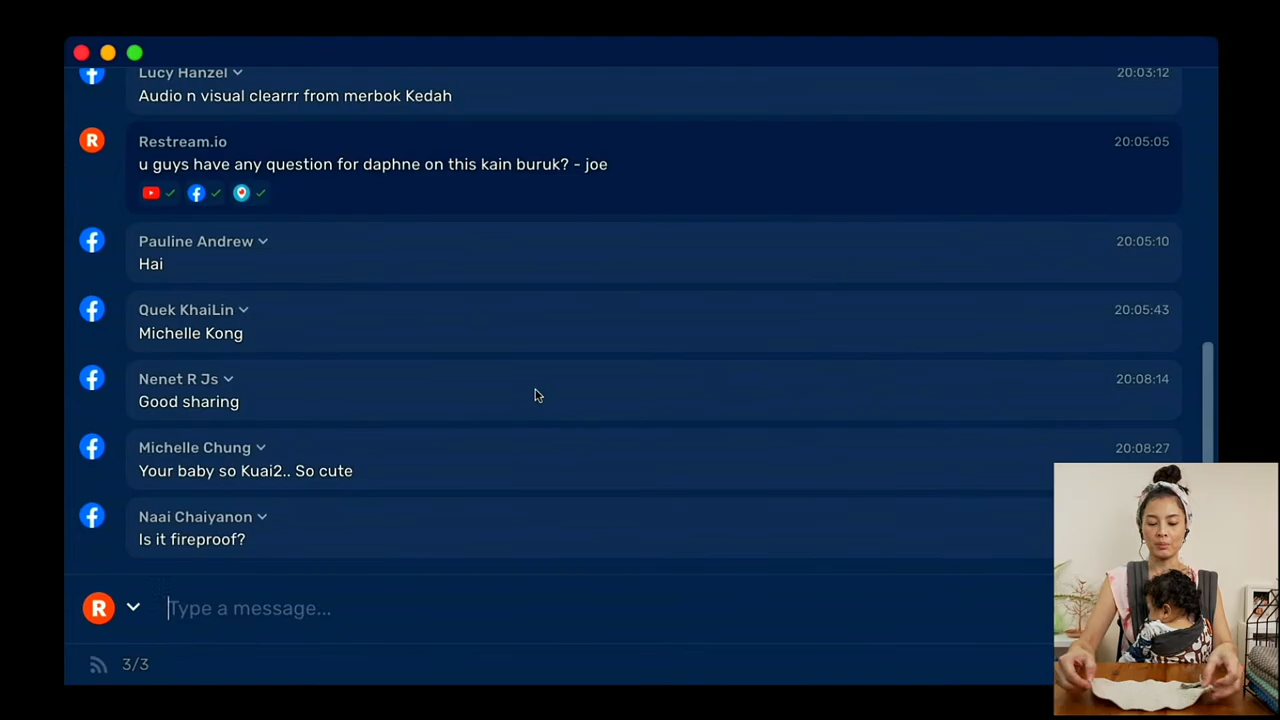 Lucy Hanzel
20:03:12
Audio n visual clearrr from merbok Kedah
R
Restream.io
20:05:05
u guys have any question for daphne on this kain buruk? - joe
Pauline Andrew
20:05:10
Hai
Quek KhaiLin
20:05:43
Michelle Kong
Nenet R Js
20:08:14
Good sharing
Michelle Chung
20:08:27
Your baby so Kuai2.. So cute
Naai Chaiyanon
Is it fireproof?
R
Type a message...
3/3